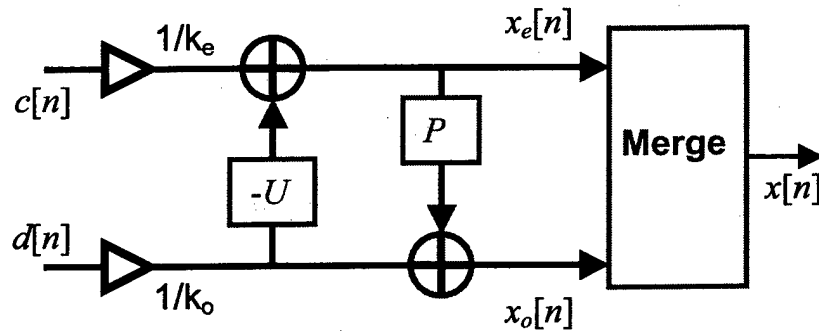 1/kₑ
xₑ[n]
c[n]
P
Merge
-U
x[n]
d[n]
1/kₒ
xₒ[n]